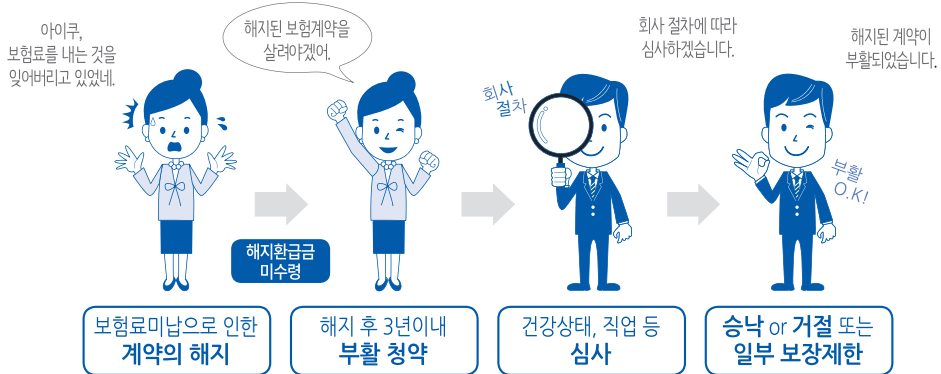 아이쿠,
보험료를 내는 것을
잊어버리고 있었네.
해지된 보험계약을
살려야겠어.
회사 절차에 따라
심사하겠습니다.
해지된 계약이
부활되었습니다.
회사
절차
부활
O.K!
해지환급금
미수령
보험료미납으로 인한
계약의 해지
해지 후 3년이내
부활 청약
건강상태, 직업 등
심사
승낙 or 거절 또는
일부 보장제한